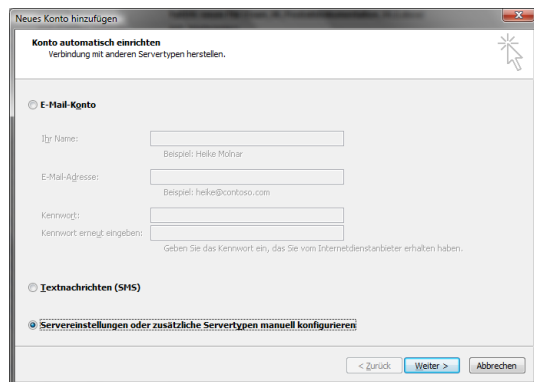 Neues Konto hinzufügen
Konto automatisch einrichten
Verbindung mit anderen Servertypen herstellen.
E-Mail-Konto
Ihr Name:
Beispiel: Heike Molnar
E-Mail-Adresse:
Beispiel: heike@contoso.com
Kennwort:
Kennwort erneut eingeben:
Geben Sie das Kennwort ein, das Sie vom Internetdienstanbieter erhalten haben.
Textnachrichten (SMS)
Servereinstellungen oder zusätzliche Servertypen manuell konfigurieren
< Zurück Weiter > Abbrechen